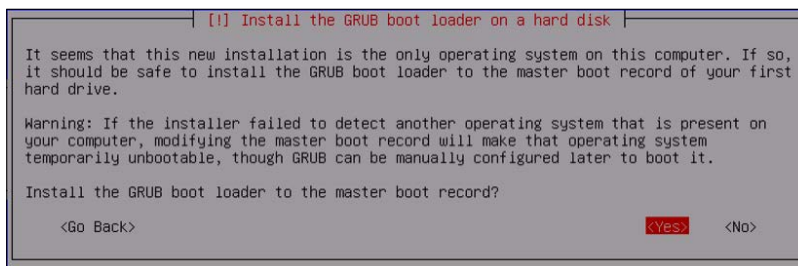 [!] Install the GRUB boot loader on a hard disk
It seems that this new installation is the only operating system on this computer. If so,
it should be safe to install the GRUB boot loader to the master boot record of your first
hard drive.
Warning: If the installer failed to detect another operating system that is present on
your computer, modifying the master boot record will make that operating system
temporarily unbootable, though GRUB can be manually configured later to boot it.
Install the GRUB boot loader to the master boot record?
<Go Back> <Yes> <No>